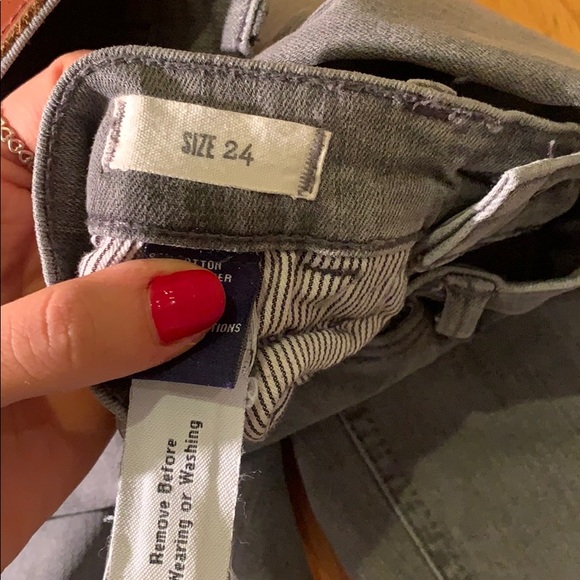 SIZE 24
COTTON
Remove Before
Wearing or Washing